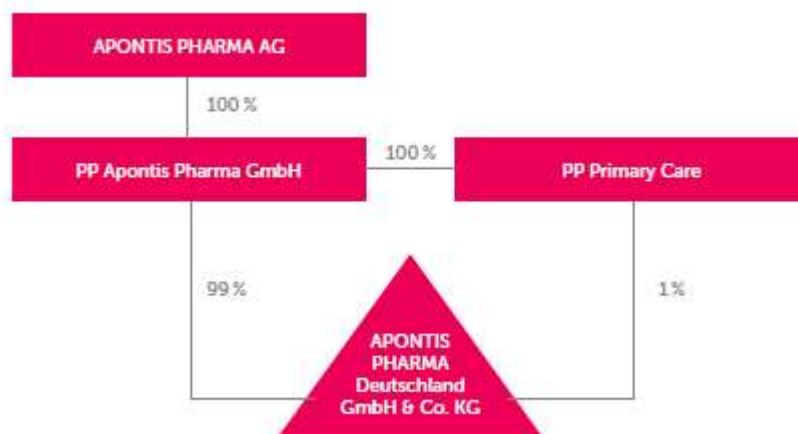 APONTIS PHARMA AG
100 %
PP Apontis Pharma GmbH
100 %
PP Primary Care
99 %
1 %
APONTIS
PHARMA
Deutschland
GmbH & Co. KG